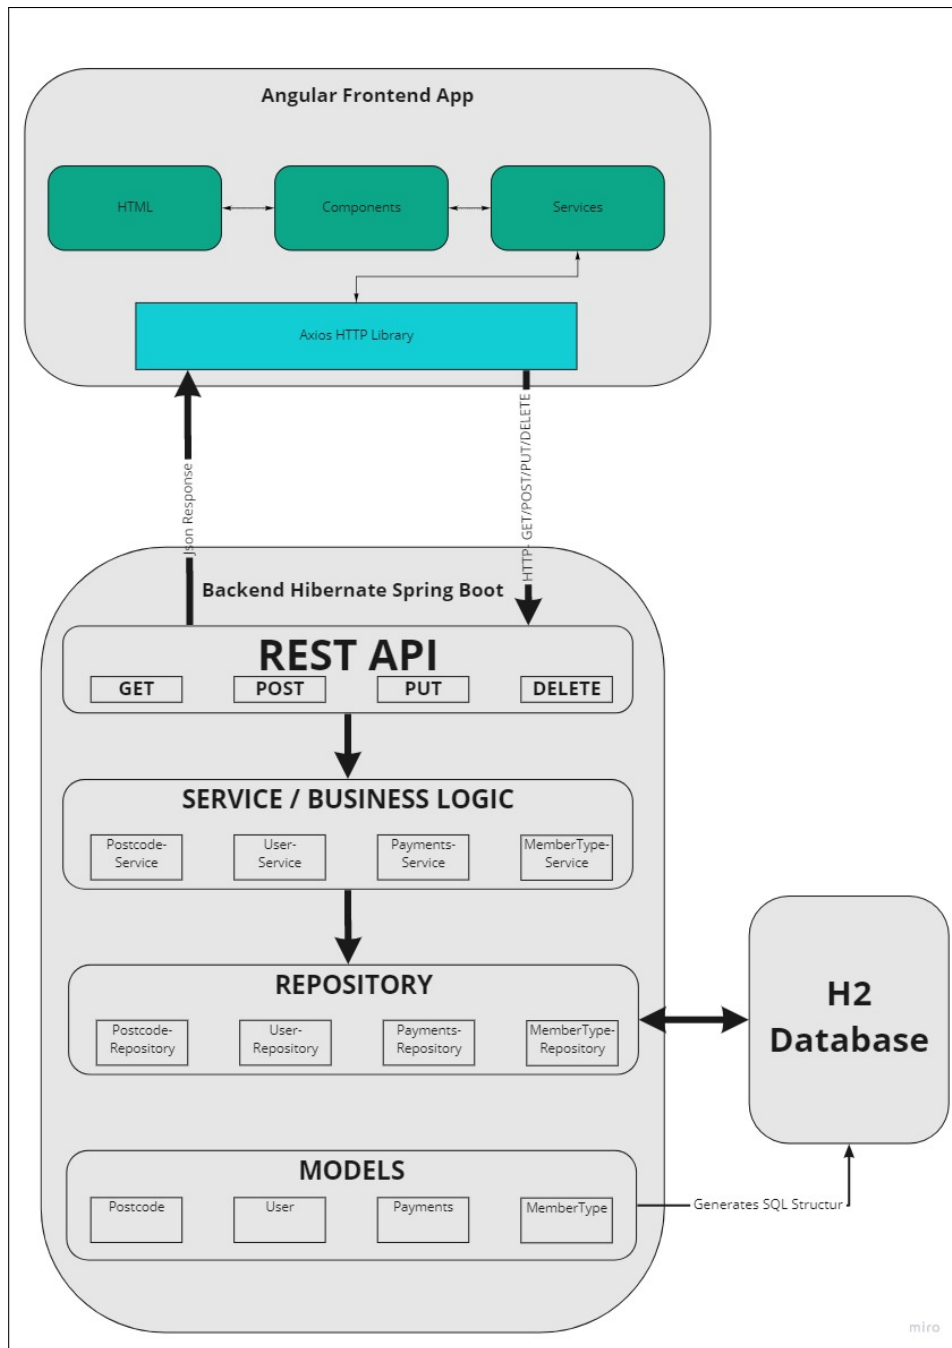 Angular Frontend App
HTML
Components
Services
Axios HTTP Library
Json Response
HTTP- GET/POST/PUT/DELETE
Backend Hibernate Spring Boot
REST API
GET
POST
PUT
DELETE
SERVICE / BUSINESS LOGIC
Postcode-
Service
User-
Service
Payments-
Service
MemberType-
Service
REPOSITORY
Postcode-
Repository
User-
Repository
Payments-
Repository
MemberType-
Repository
H2
Database
MODELS
Postcode
User
Payments
MemberType
Generates SQL Structur
miro